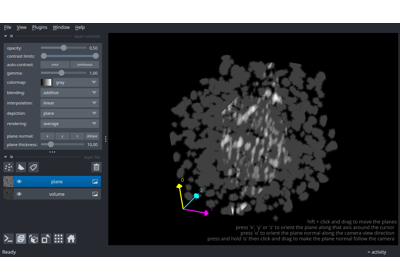 File View Plugins Window Help
opacity: 0.50
contrast limits:
auto-contrast:
gamma: 1.00
colormap: gray
blending: additive
interpolation: linear
depiction: plane
rendering: average
plane normal: x y z oblique
plane thickness: 10.00
plane
volume
shift + click and drag to move the planes
press 'x', 'y' or 'z' to orient the plane along that axis around the cursor
press 'o' to orient the plane normal along the camera view direction
press and hold 'o' then click and drag to make the plane normal follow the camera
Ready
activity